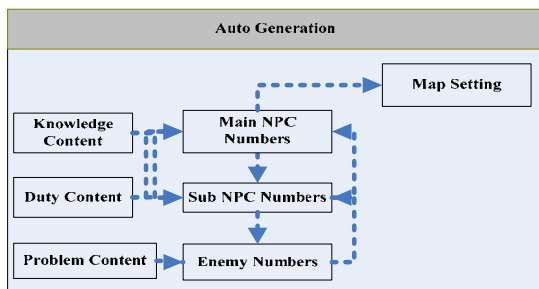 Auto Generation
Map Setting
Knowledge
Content
Main NPC
Numbers
Duty Content
Sub NPC Numbers
Problem Content
Enemy Numbers